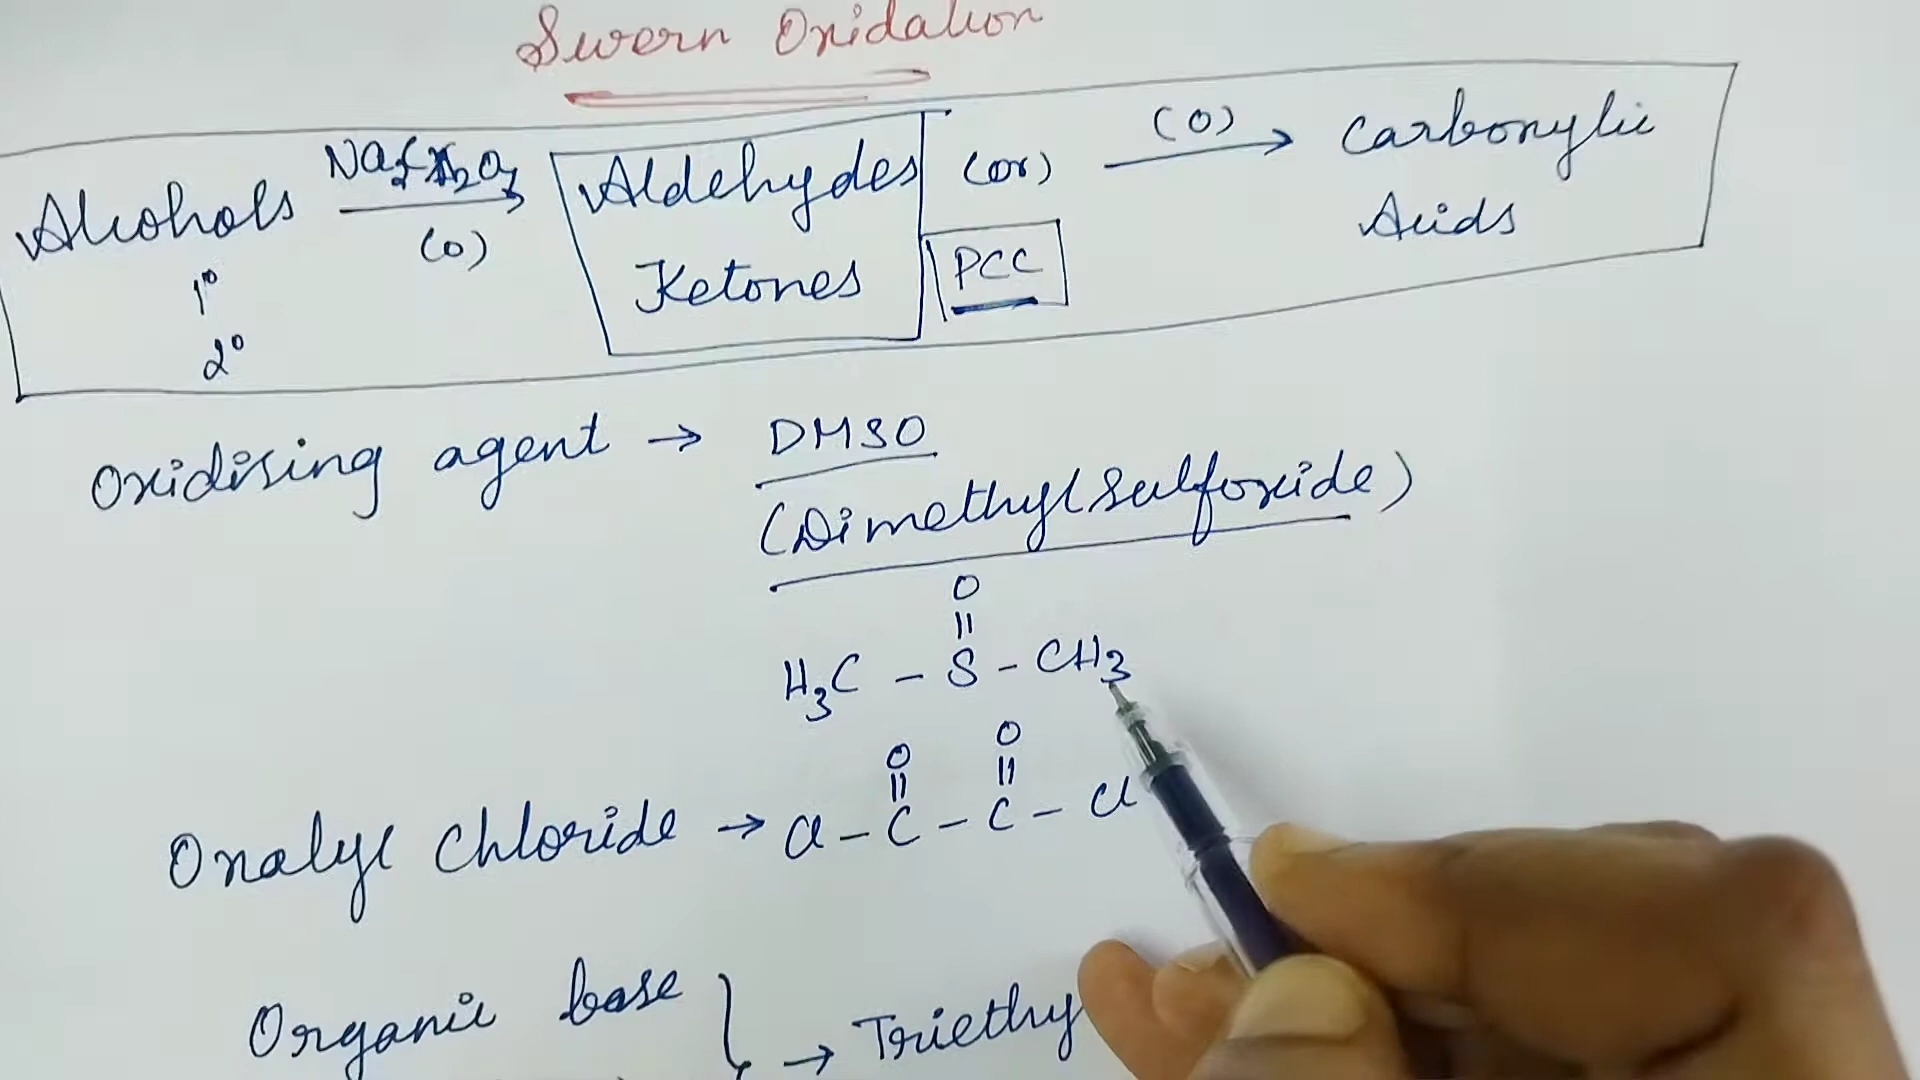 Swern Oxidation
Alcohols Na2Cr2O7 (O) Aldehydes (or) (O) → Carboxylic
1° Ketones PCC Acids
2°
Oxidising agent → DMSO
(Dimethyl Sulfoxide)
O
||
H3C - S - CH3
O O
|| ||
Oxalyl chloride → Cl - C - C - Cl
Organic base
→ Triethy